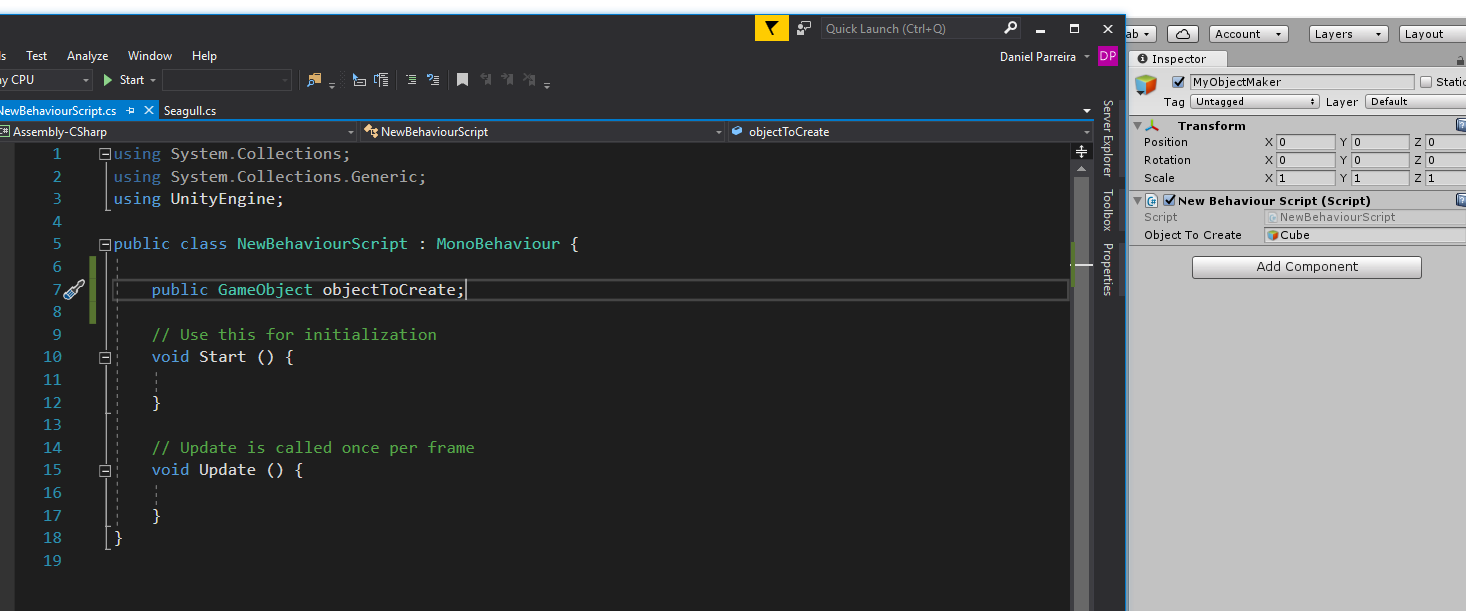 Quick Launch (Ctrl+Q)
Test Analyze Window Help
Daniel Parreira DP
CPU Start
NewBehaviourScript.cs Seagull.cs
Assembly-CSharp NewBehaviourScript objectToCreate
1 using System.Collections;
2 using System.Collections.Generic;
3 using UnityEngine;
4
5 public class NewBehaviourScript : MonoBehaviour {
6
7 public GameObject objectToCreate;
8
9 // Use this for initialization
10 void Start () {
11
12 }
13
14 // Update is called once per frame
15 void Update () {
16
17 }
18 }
19
Server Explorer
Toolbox
Properties
ab Account Layers Layout
Inspector
MyObjectMaker Static
Tag Untagged Layer Default
Transform
Position X 0 Y 0 Z 0
Rotation X 0 Y 0 Z 0
Scale X 1 Y 1 Z 1
New Behaviour Script (Script)
Script NewBehaviourScript
Object To Create Cube
Add Component